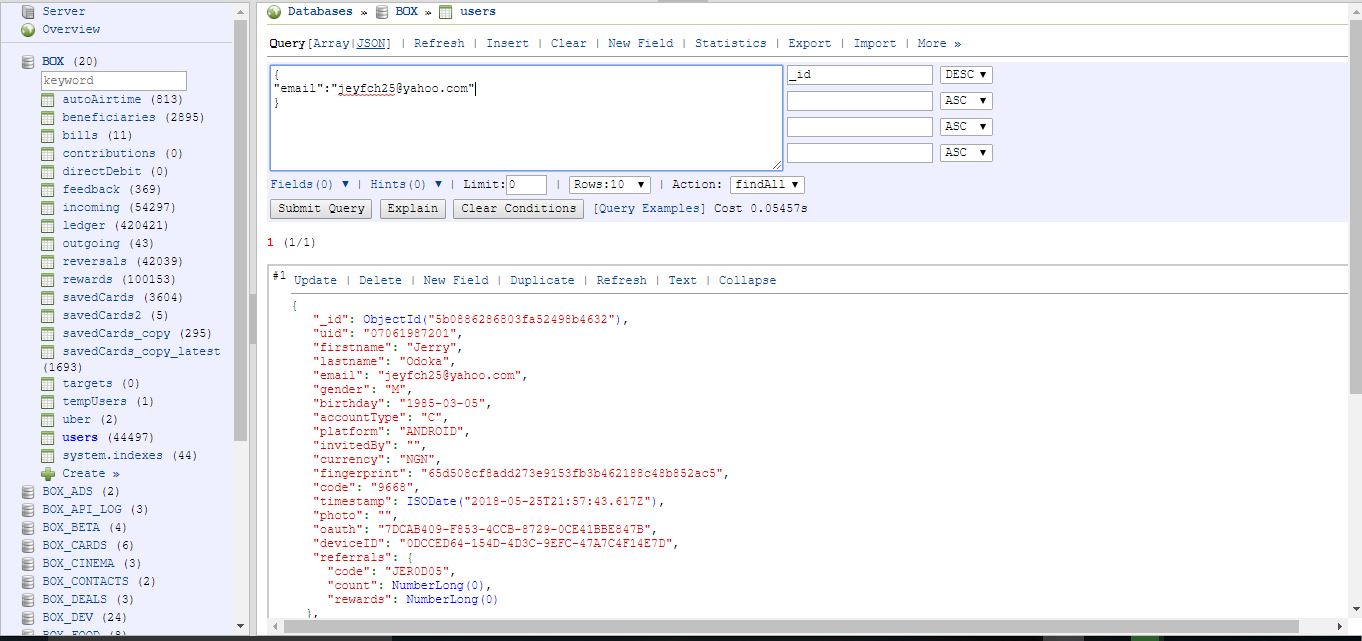 Server
Overview
BOX (20)
keyword
autoAirtime (813)
beneficiaries (2895)
bills (11)
contributions (0)
directDebit (0)
feedback (369)
incoming (54297)
ledger (420421)
outgoing (43)
reversals (42039)
rewards (100153)
savedCards (3604)
savedCards2 (5)
savedCards_copy (295)
savedCards_copy_latest
(1693)
targets (0)
tempUsers (1)
uber (2)
users (44497)
system.indexes (44)
Create »
BOX_ADS (2)
BOX_API_LOG (3)
BOX_BETA (4)
BOX_CARDS (6)
BOX_CINEMA (3)
BOX_CONTACTS (2)
BOX_DEALS (3)
BOX_DEV (24)
BOX_FOOD (8)
Databases » BOX » users
Query[Array|JSON] | Refresh | Insert | Clear | New Field | Statistics | Export | Import | More »
{
"email":"jeyfch25@yahoo.com"
}
_id DESC ▼
ASC ▼
ASC ▼
ASC ▼
Fields(0) ▼ | Hints(0) ▼ | Limit:0 | Rows:10 ▼ | Action: findAll ▼
Submit Query Explain Clear Conditions [Query Examples] Cost 0.05457s
1 (1/1)
#1 Update | Delete | New Field | Duplicate | Refresh | Text | Collapse
{
"_id": ObjectId("5b0886286803fa52498b4632"),
"uid": "07061987201",
"firstname": "Jerry",
"lastname": "Odoka",
"email": "jeyfch25@yahoo.com",
"gender": "M",
"birthday": "1985-03-05",
"accountType": "C",
"platform": "ANDROID",
"invitedBy": "",
"currency": "NGN",
"fingerprint": "65d508cf8add273e9153fb3b462188c48b852ac5",
"code": "9668",
"timestamp": ISODate("2018-05-25T21:57:43.617Z"),
"photo": "",
"oauth": "7DCAB409-F853-4CCB-8729-0CE41BBE847B",
"deviceID": "0DCCED64-154D-4D3C-9EFC-47A7C4F14E7D",
"referrals": {
"code": "JER0D05",
"count": NumberLong(0),
"rewards": NumberLong(0)
},